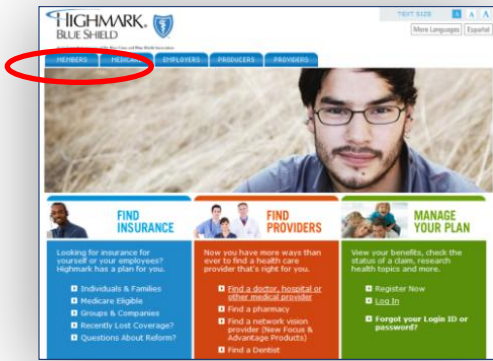 HIGHMARK.
BLUE SHIELD
TEXT SIZE A A A
More Languages Español
MEMBERS MEDICARE EMPLOYERS PRODUCERS PROVIDERS
FIND
INSURANCE
Looking for insurance for
yourself or your employees?
Highmark has a plan for you.
Individuals & Families
Medicare Eligible
Groups & Companies
Recently Lost Coverage?
Questions About Reform?
FIND
PROVIDERS
Now you have more ways than
ever to find a health care
provider that's right for you.
Find a doctor, hospital or
other medical provider
Find a pharmacy
Find a network vision
provider (New Focus &
Advantage Products)
Find a Dentist
MANAGE
YOUR PLAN
View your benefits, check the
status of a claim, research
health topics and more.
Register Now
Log In
Forgot your Login ID or
password?